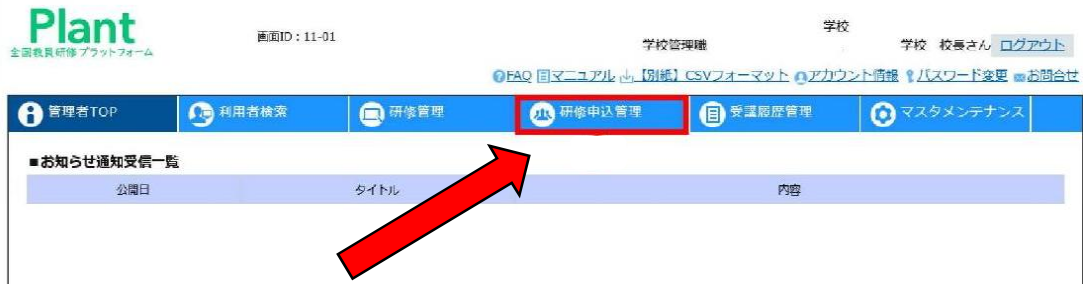 Plant
全国教員研修プラットフォーム
画面ID：11-01
学校
学校管理職
学校 校長さん ログアウト
FAQ マニュアル 【別紙】CSVフォーマット アカウント情報 パスワード変更 お問合せ
管理者TOP 利用者検索 研修管理 研修申込管理 受講履歴管理 マスタメンテナンス
■お知らせ通知受信一覧
公開日 タイトル 内容